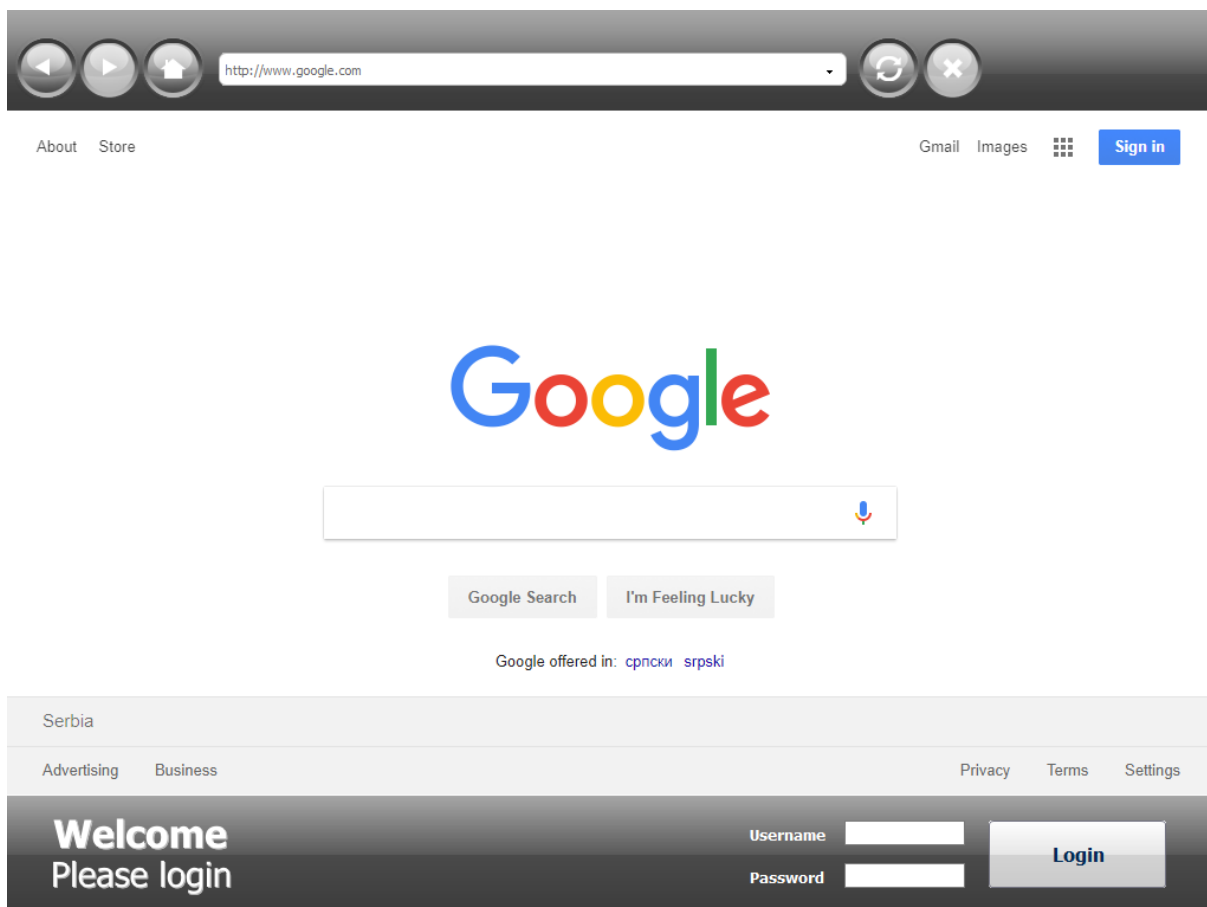 http://www.google.com
About Store Gmail Images Sign in
Google
Google Search I'm Feeling Lucky
Google offered in: српски srpski
Serbia
Advertising Business Privacy Terms Settings
Welcome
Please login
Username
Password
Login